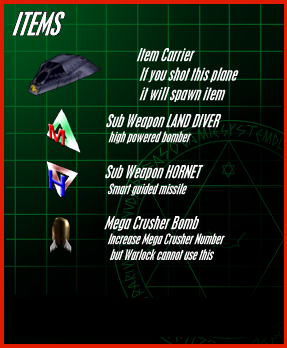 ITEMS
Item Carrier
If you shot this plane
it will spawn item
Sub Weapon LAND DIVER
high powered bomber
M
Sub Weapon HORNET
Smart guided missile
H
Mega Crusher Bomb
Increase Mega Crusher Number
but Warlock cannot use this